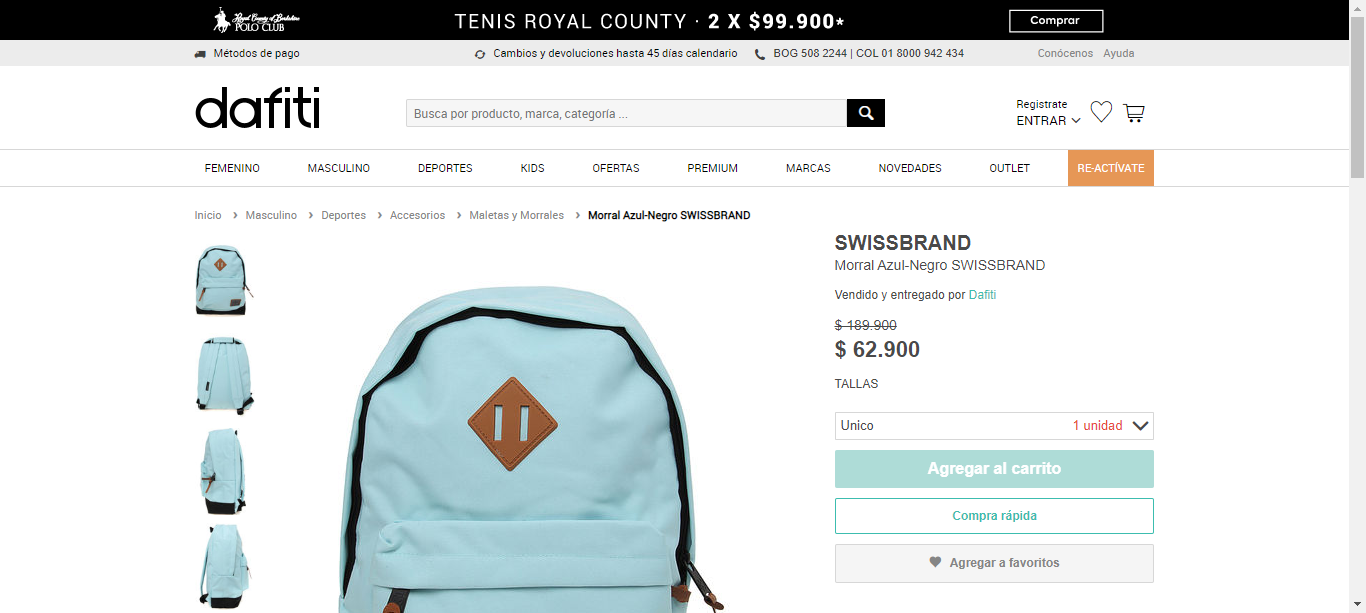 Royal County of Berkshire
POLO CLUB
TENIS ROYAL COUNTY · 2 X $99.900*
Comprar
Métodos de pago
Cambios y devoluciones hasta 45 días calendario
BOG 508 2244 | COL 01 8000 942 434
Conócenos Ayuda
dafiti
Busca por producto, marca, categoría ...
Registrate
ENTRAR
FEMENINO MASCULINO DEPORTES KIDS OFERTAS PREMIUM MARCAS NOVEDADES OUTLET RE-ACTÍVATE
Inicio > Masculino > Deportes > Accesorios > Maletas y Morrales > Morral Azul-Negro SWISSBRAND
SWISSBRAND
Morral Azul-Negro SWISSBRAND
Vendido y entregado por Dafiti
$ 189.900
$ 62.900
TALLAS
Unico 1 unidad
Agregar al carrito
Compra rápida
Agregar a favoritos